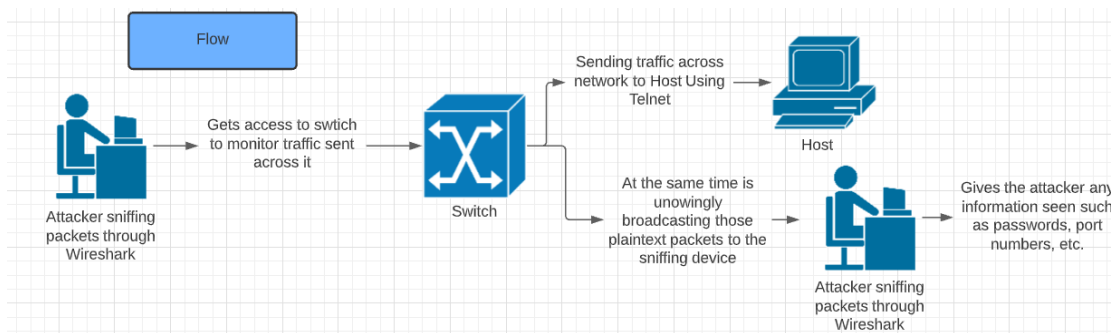 Flow
Gets access to swtich
to monitor traffic sent
across it
Attacker sniffing
packets through
Wireshark
Switch
Sending traffic across
network to Host Using
Telnet
Host
At the same time is
unowingly
broadcasting those
plaintext packets to the
sniffing device
Attacker sniffing
packets through
Wireshark
Gives the attacker any
information seen such
as passwords, port
numbers, etc.